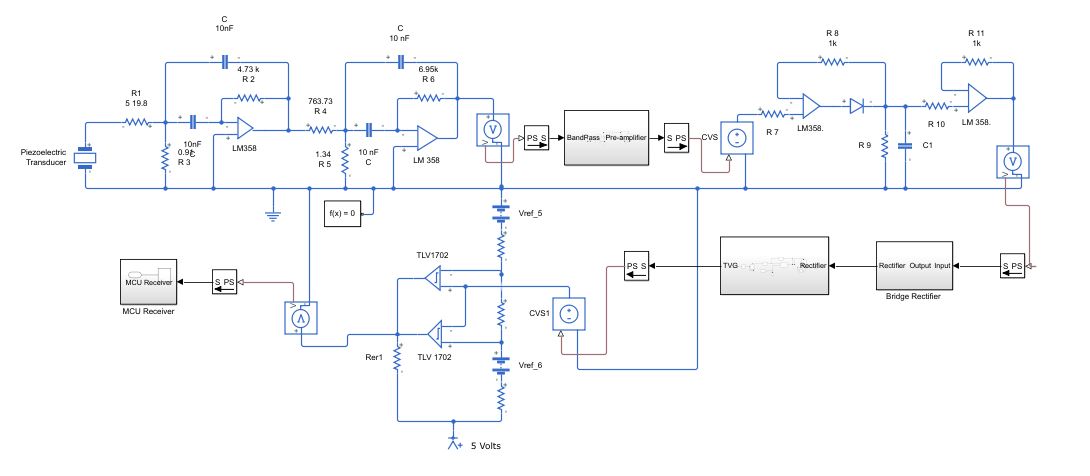 C
10nF
C
10 nF
R 8
1k
R 11
1k
4.73 k
R 2
6.95k
R 6
R1
5 19.8
763.73
R 4
10nF
C
0.9
R 3
LM358
1.34
R 5
10 nF
C
LM 358
V
PS S
BandPass Pre-amplifier
S PS
CVS
R 7
LM358.
R 9
C1
R 10
LM 358.
V
Piezoelectric
Transducer
f(x) = 0
Vref_5
TLV1702
PS S
TVG Rectifier
Rectifier Output Input
Bridge Rectifier
S PS
MCU Receiver
MCU Receiver
S PS
V
CVS1
Rer1
TLV 1702
Vref_6
5 Volts